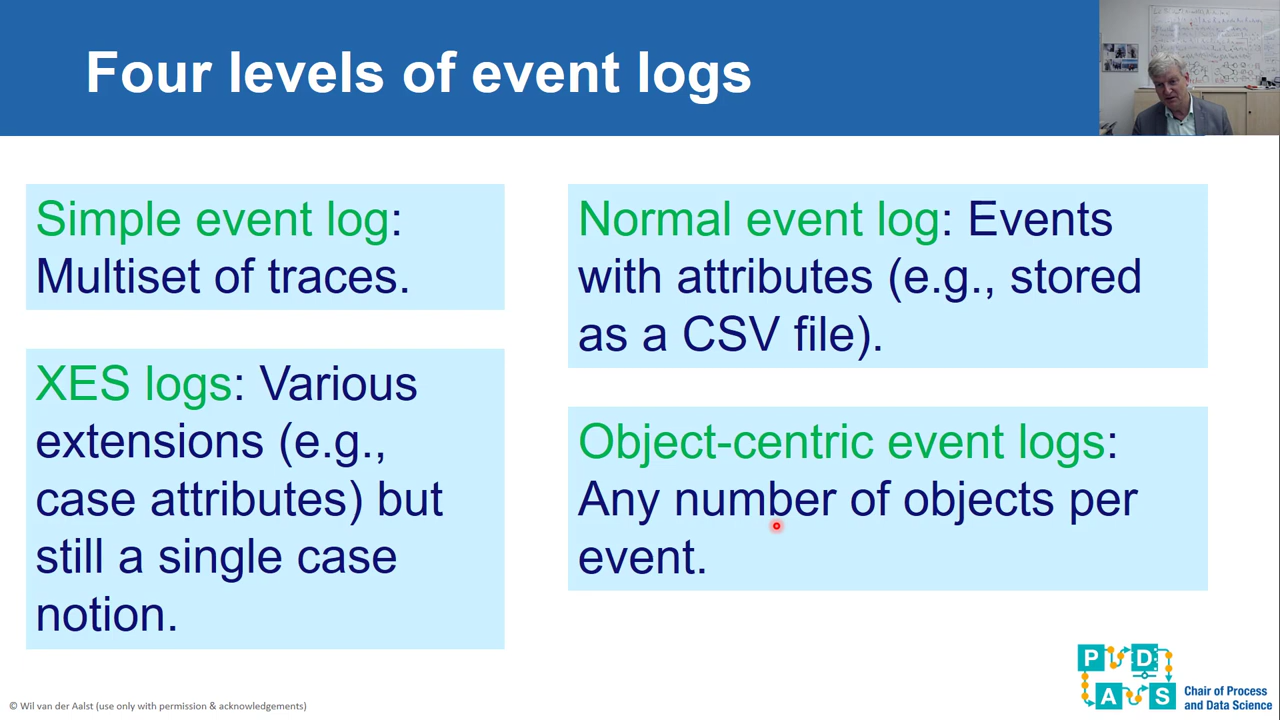 Four levels of event logs
Simple event log:
Multiset of traces.
Normal event log: Events
with attributes (e.g., stored
as a CSV file).
XES logs: Various
extensions (e.g.,
case attributes) but
still a single case
notion.
Object-centric event logs:
Any number of objects per
event.
P D
A S
Chair of Process
and Data Science
© Wil van der Aalst (use only with permission & acknowledgements)